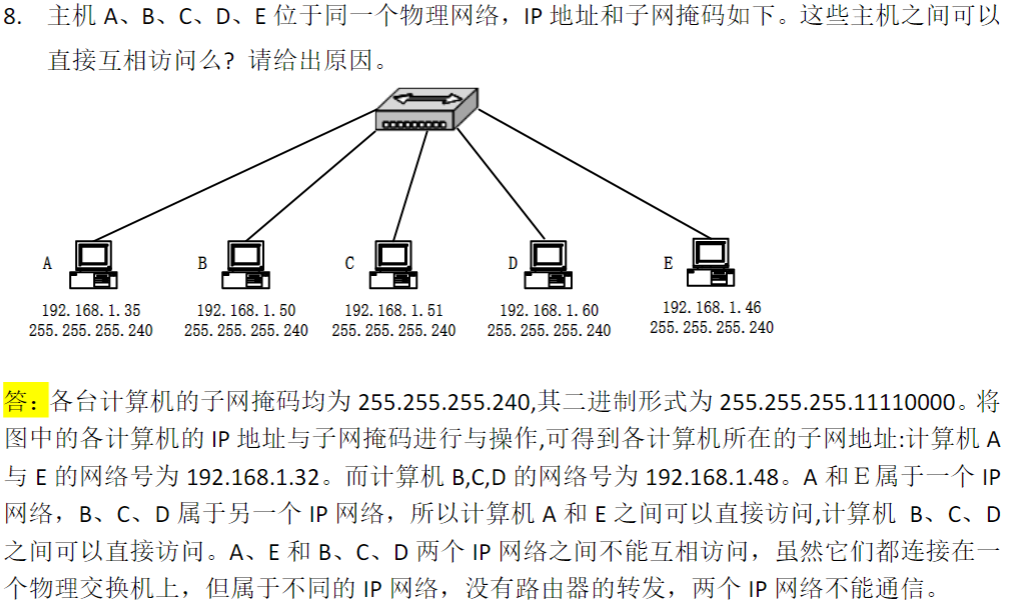 8. 主机 A、B、C、D、E 位于同一个物理网络，IP 地址和子网掩码如下。这些主机之间可以
直接互相访问么？请给出原因。
A
B
C
D
E
192.168.1.35
255.255.255.240
192.168.1.50
255.255.255.240
192.168.1.51
255.255.255.240
192.168.1.60
255.255.255.240
192.168.1.46
255.255.255.240
答：各台计算机的子网掩码均为 255.255.255.240,其二进制形式为 255.255.255.11110000。将
图中的各计算机的 IP 地址与子网掩码进行与操作,可得到各计算机所在的子网地址:计算机 A
与 E 的网络号为 192.168.1.32。而计算机 B,C,D 的网络号为 192.168.1.48。A 和Ｅ属于一个 IP
网络，B、C、D 属于另一个 IP 网络，所以计算机 A 和 E 之间可以直接访问,计算机 B、C、D
之间可以直接访问。A、E 和 B、C、D 两个 IP 网络之间不能互相访问，虽然它们都连接在一
个物理交换机上，但属于不同的 IP 网络，没有路由器的转发，两个 IP 网络不能通信。